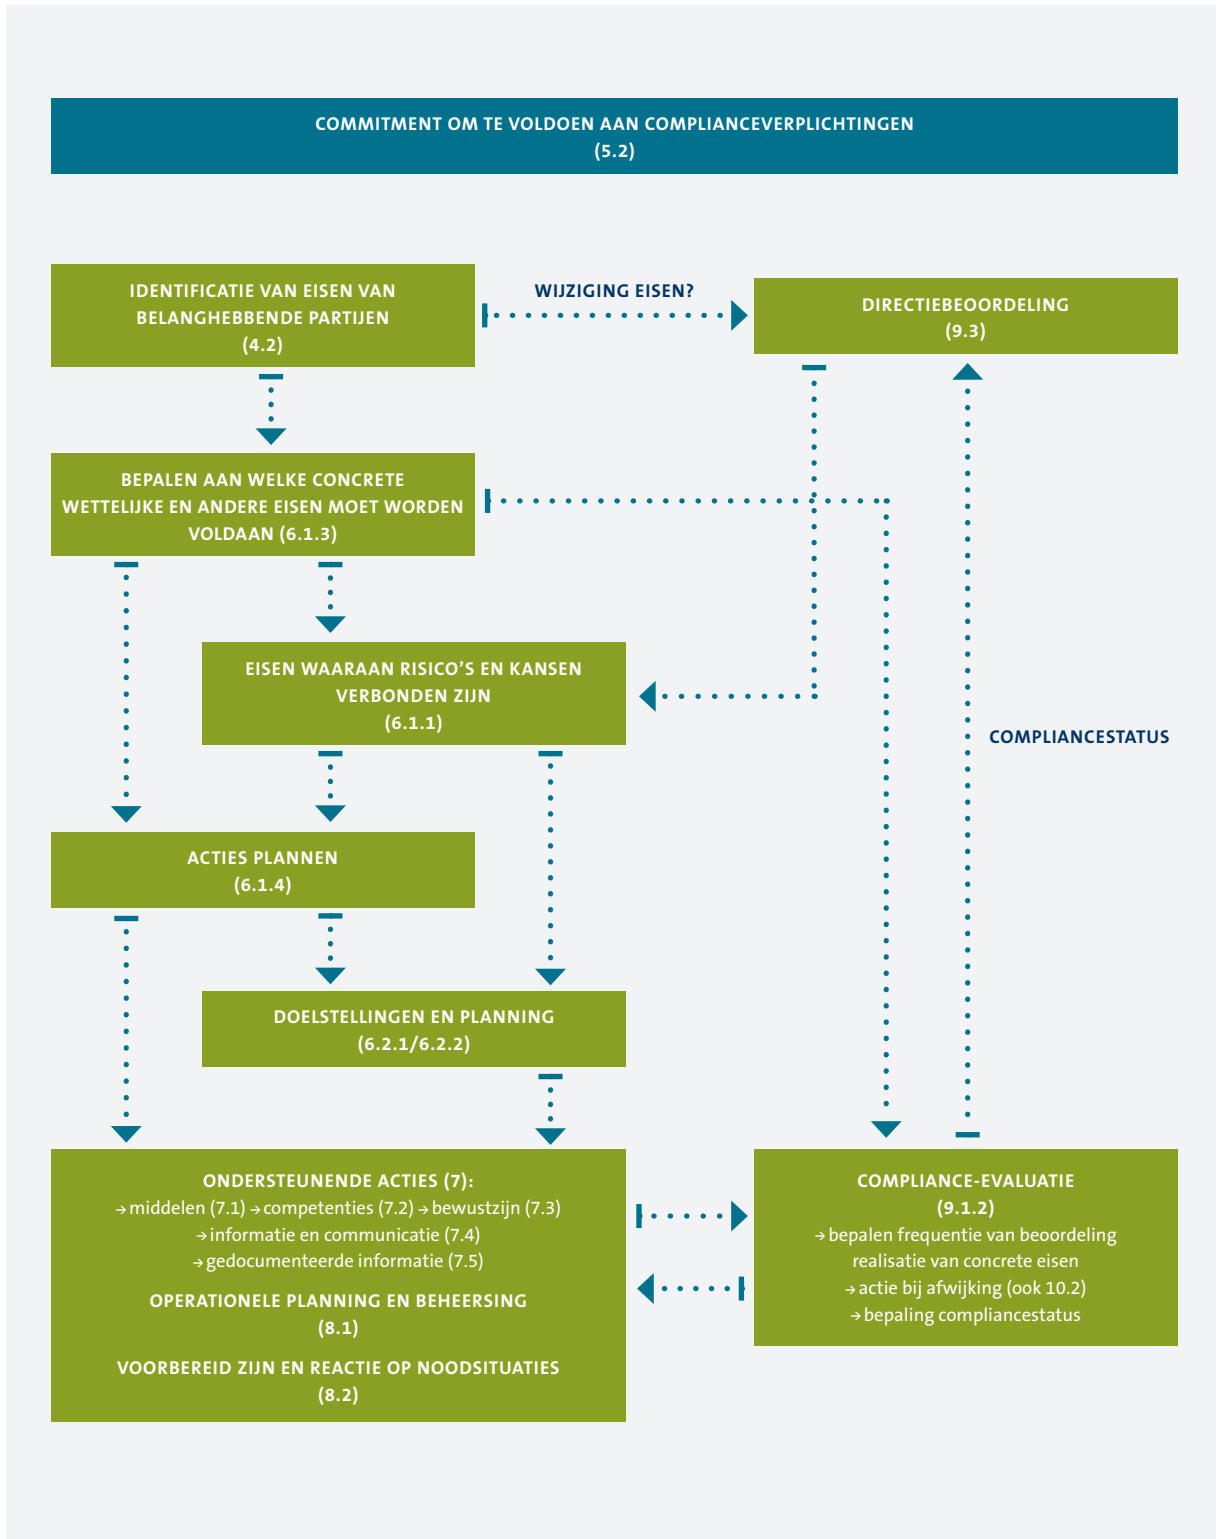 COMMITMENT OM TE VOLDOEN AAN COMPLIANCEVERPLICHTINGEN
(5.2)
IDENTIFICATIE VAN EISEN VAN
BELANGHEBBENDE PARTIJEN
(4.2)
WIJZIGING EISEN?
DIRECTIEBEOORDELING
(9.3)
BEPALEN AAN WELKE CONCRETE
WETTELIJKE EN ANDERE EISEN MOET WORDEN
VOLDAAN (6.1.3)
EISEN WAARAAN RISICO’S EN KANSEN
VERBONDEN ZIJN
(6.1.1)
COMPLIANCESTATUS
ACTIES PLANNEN
(6.1.4)
DOELSTELLINGEN EN PLANNING
(6.2.1/6.2.2)
ONDERSTEUNENDE ACTIES (7):
→ middelen (7.1) → competenties (7.2) → bewustzijn (7.3)
→ informatie en communicatie (7.4)
→ gedocumenteerde informatie (7.5)
OPERATIONELE PLANNING EN BEHEERSING
(8.1)
VOORBEREID ZIJN EN REACTIE OP NOODSITUATIES
(8.2)
COMPLIANCE-EVALUATIE
(9.1.2)
→ bepalen frequentie van beoordeling
realisatie van concrete eisen
→ actie bij afwijking (ook 10.2)
→ bepaling compliancestatus